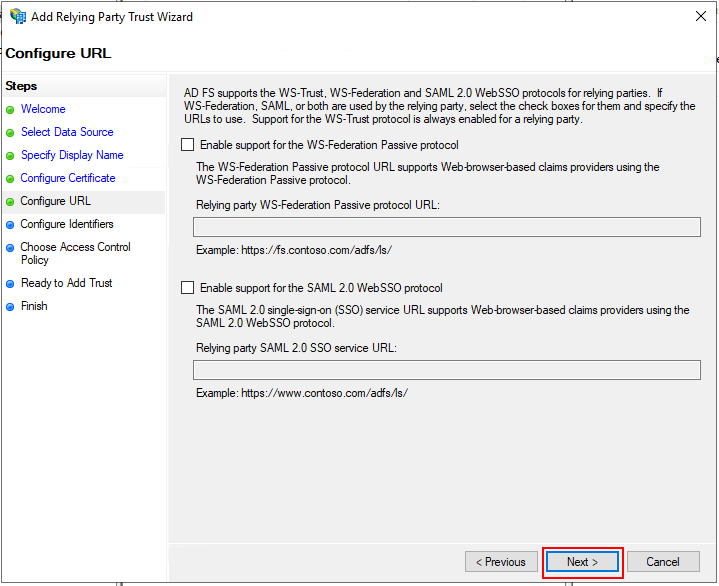 Add Relying Party Trust Wizard
Configure URL
Steps
Welcome
Select Data Source
Specify Display Name
Configure Certificate
Configure URL
Configure Identifiers
Choose Access Control
Policy
Ready to Add Trust
Finish
AD FS supports the WS-Trust, WS-Federation and SAML 2.0 WebSSO protocols for relying parties. If
WS-Federation, SAML, or both are used by the relying party, select the check boxes for them and specify the
URLs to use. Support for the WS-Trust protocol is always enabled for a relying party.
Enable support for the WS-Federation Passive protocol
The WS-Federation Passive protocol URL supports Web-browser-based claims providers using the
WS-Federation Passive protocol.
Relying party WS-Federation Passive protocol URL:
Example: https://fs.contoso.com/adfs/ls/
Enable support for the SAML 2.0 WebSSO protocol
The SAML 2.0 single-sign-on (SSO) service URL supports Web-browser-based claims providers using the
SAML 2.0 WebSSO protocol.
Relying party SAML 2.0 SSO service URL:
Example: https://www.contoso.com/adfs/ls/
< Previous
Next >
Cancel